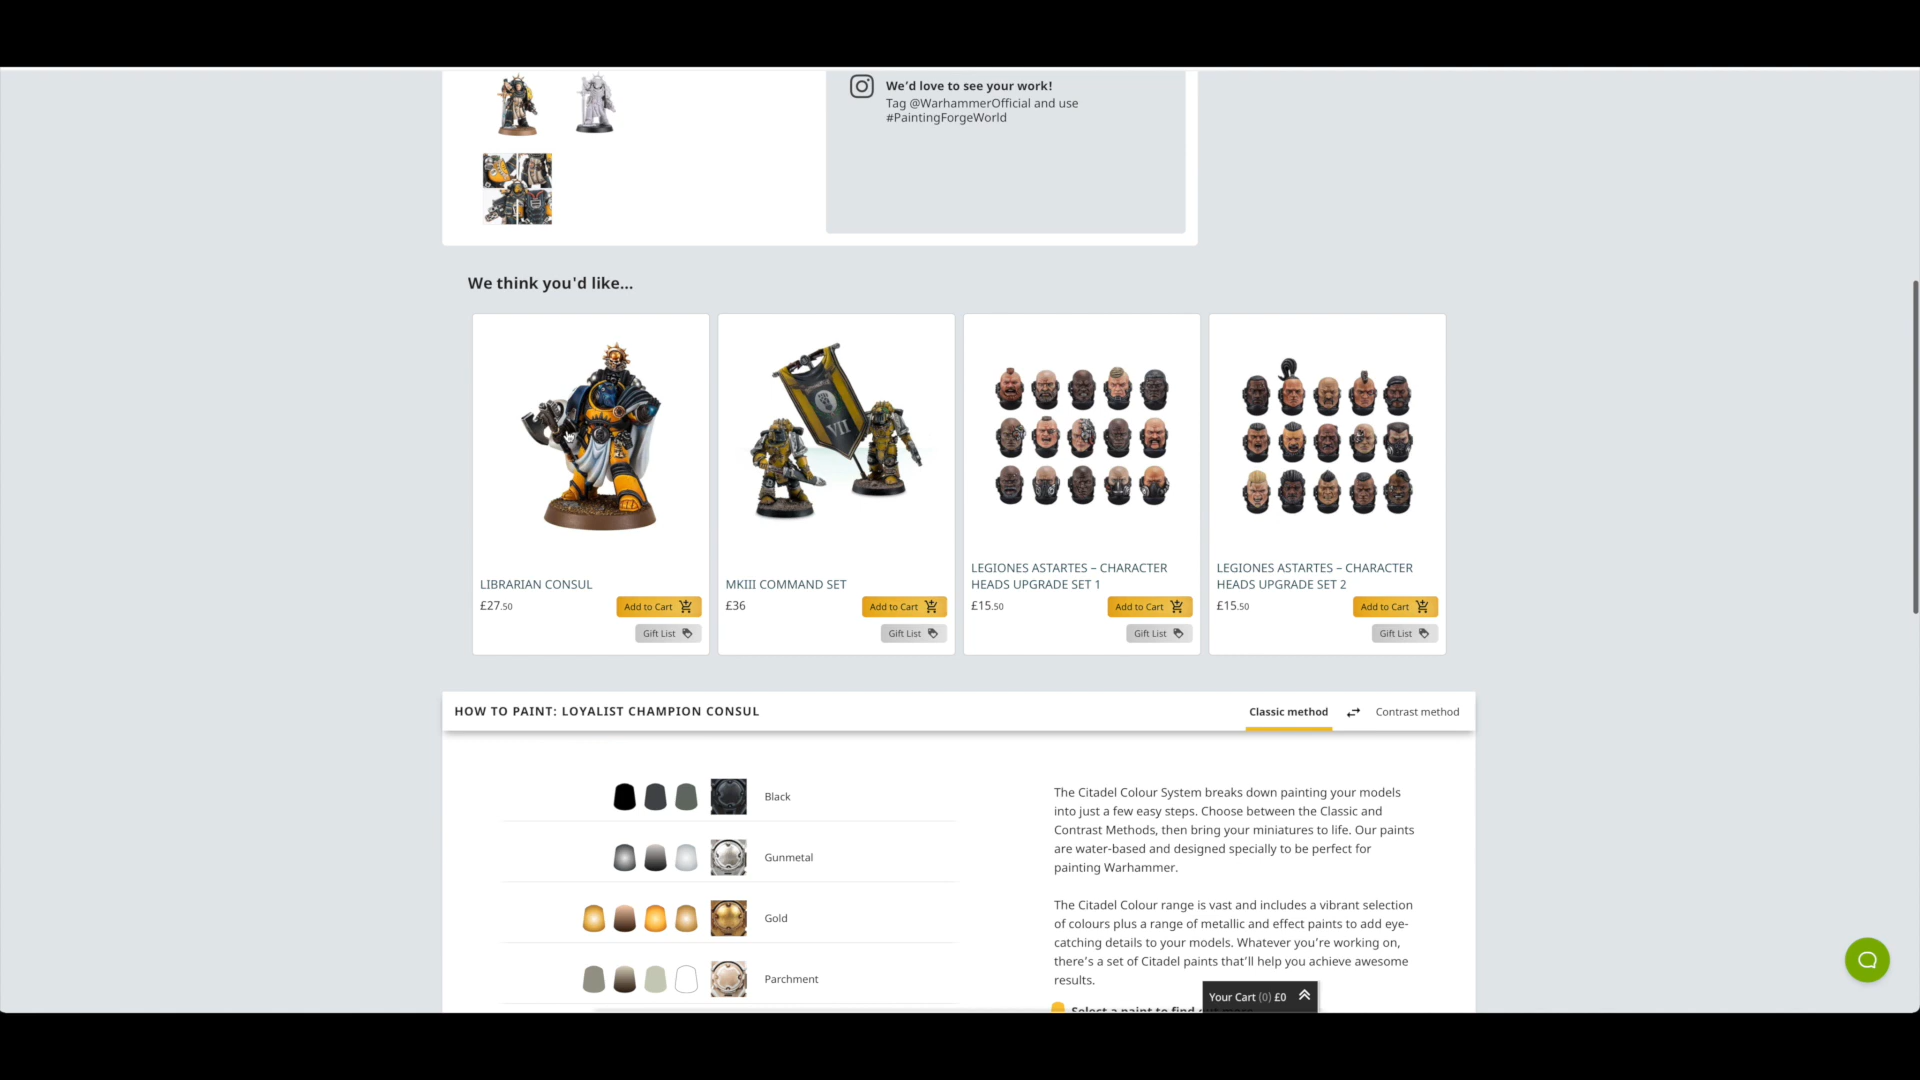 We'd love to see your work!
Tag @WarhammerOfficial and use
#PaintingForgeWorld
We think you'd like...
VII
LIBRARIAN CONSUL
£27.50
Add to Cart
Gift List
MKIII COMMAND SET
£36
Add to Cart
Gift List
LEGIONES ASTARTES – CHARACTER
HEADS UPGRADE SET 1
£15.50
Add to Cart
Gift List
LEGIONES ASTARTES – CHARACTER
HEADS UPGRADE SET 2
£15.50
Add to Cart
Gift List
HOW TO PAINT: LOYALIST CHAMPION CONSUL
Classic method
Contrast method
Black
Gunmetal
Gold
Parchment
The Citadel Colour System breaks down painting your models
into just a few easy steps. Choose between the Classic and
Contrast Methods, then bring your miniatures to life. Our paints
are water-based and designed specially to be perfect for
painting Warhammer.
The Citadel Colour range is vast and includes a vibrant selection
of colours plus a range of metallic and effect paints to add eye-
catching details to your models. Whatever you're working on,
there's a set of Citadel paints that'll help you achieve awesome
results.
Select a paint to find
Your Cart (0) £0